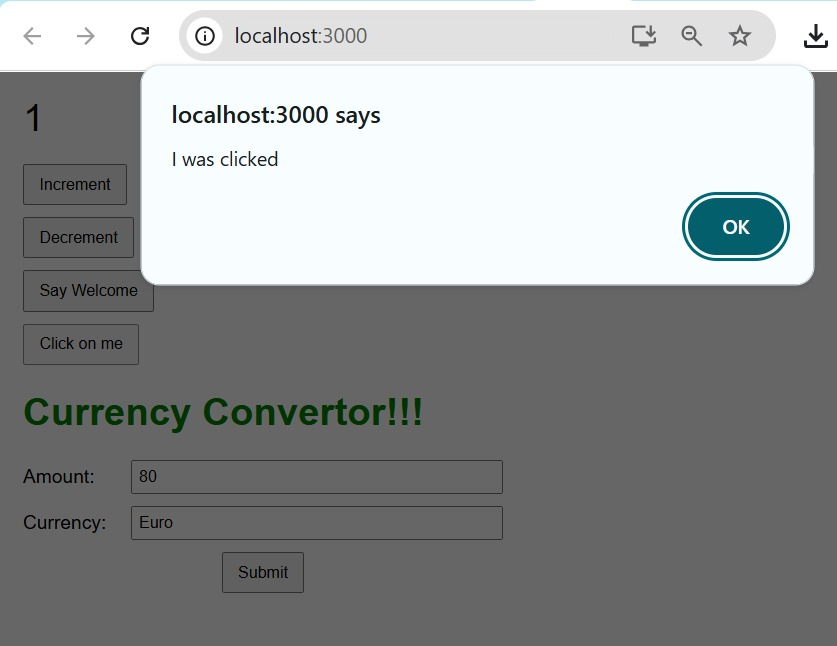 localhost:3000
localhost:3000 says
I was clicked
OK
1
Increment
Decrement
Say Welcome
Click on me
Currency Convertor!!!
Amount: 80
Currency: Euro
Submit